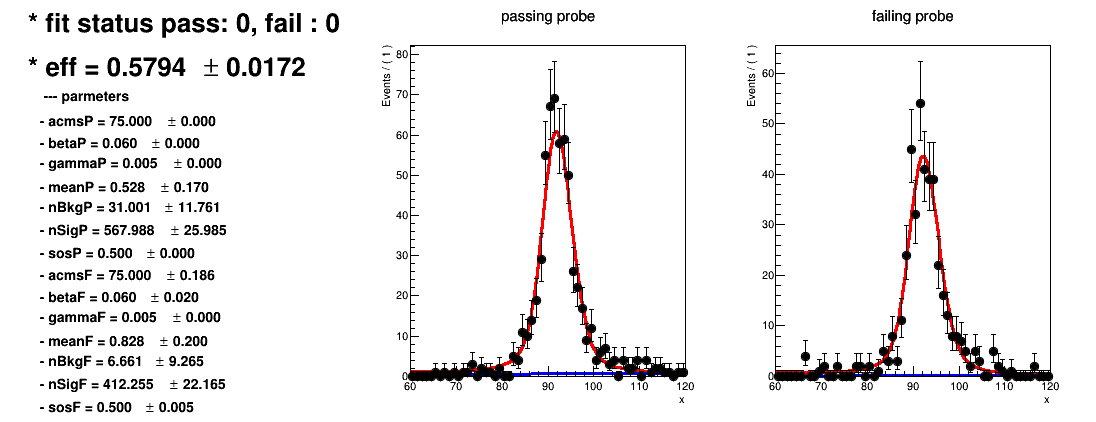 * fit status pass: 0, fail : 0
* eff = 0.5794 ± 0.0172
--- parmeters
- acmsP = 75.000 ± 0.000
- betaP = 0.060 ± 0.000
- gammaP = 0.005 ± 0.000
- meanP = 0.528 ± 0.170
- nBkgP = 31.001 ± 11.761
- nSigP = 567.988 ± 25.985
- sosP = 0.500 ± 0.000
- acmsF = 75.000 ± 0.186
- betaF = 0.060 ± 0.020
- gammaF = 0.005 ± 0.000
- meanF = 0.828 ± 0.200
- nBkgF = 6.661 ± 9.265
- nSigF = 412.255 ± 22.165
- sosF = 0.500 ± 0.005
passing probe
Events / ( 1 )
80
70
60
50
40
30
20
10
0
60 70 80 90 100 110 120
x
failing probe
Events / ( 1 )
60
50
40
30
20
10
0
60 70 80 90 100 110 120
x